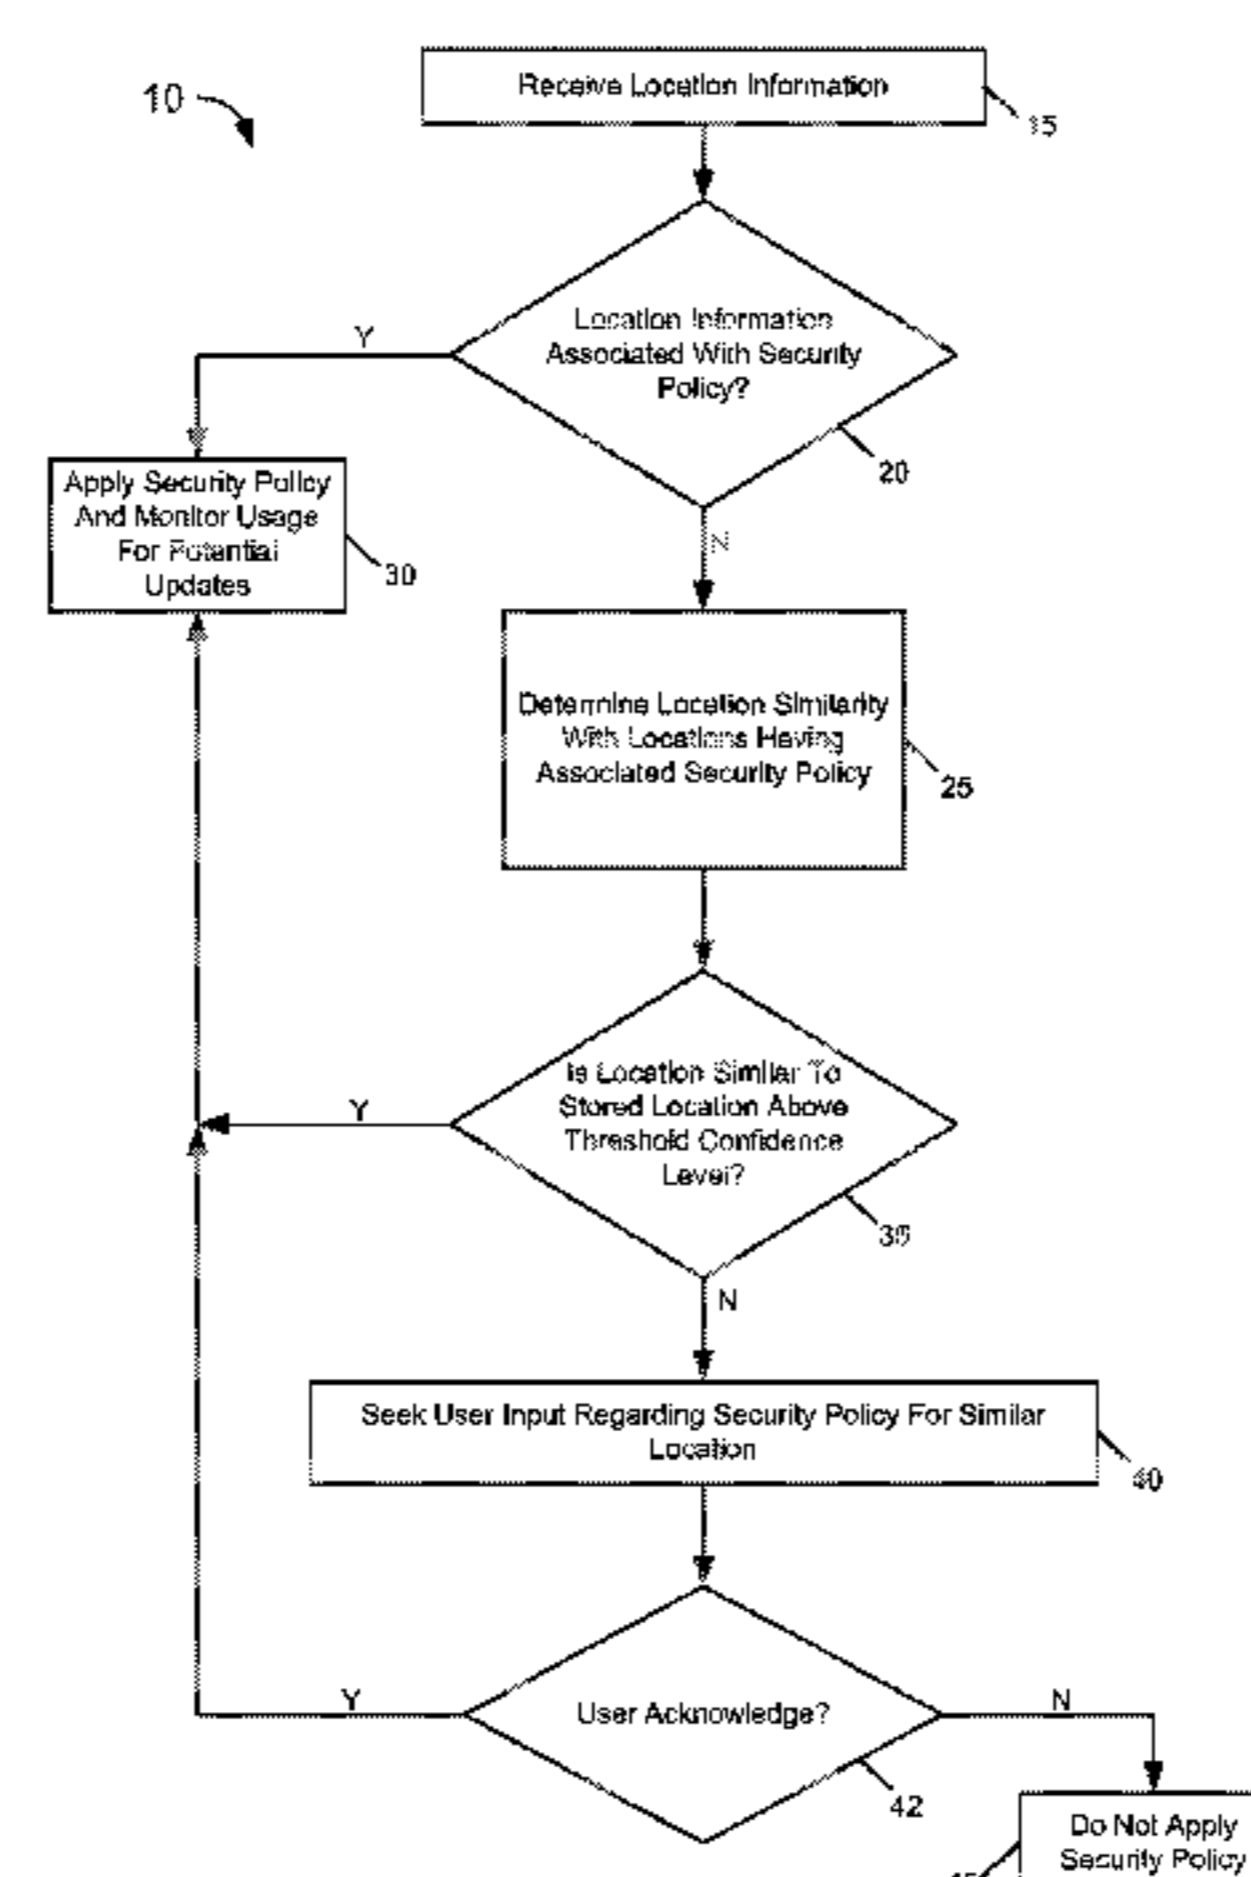 10
Receive Location Information
15
Location Information
Associated With Security
Policy?
20
Y
N
Apply Security Policy
And Monitor Usage
For Potential
Updates
30
Determine Location Similarity
With Locations Having
Associated Security Policy
25
Is Location Similar To
Stored Location Above
Threshold Confidence
Level?
35
Y
N
Seek User Input Regarding Security Policy For Similar
Location
40
User Acknowledge?
42
Y
N
Do Not Apply
Security Policy